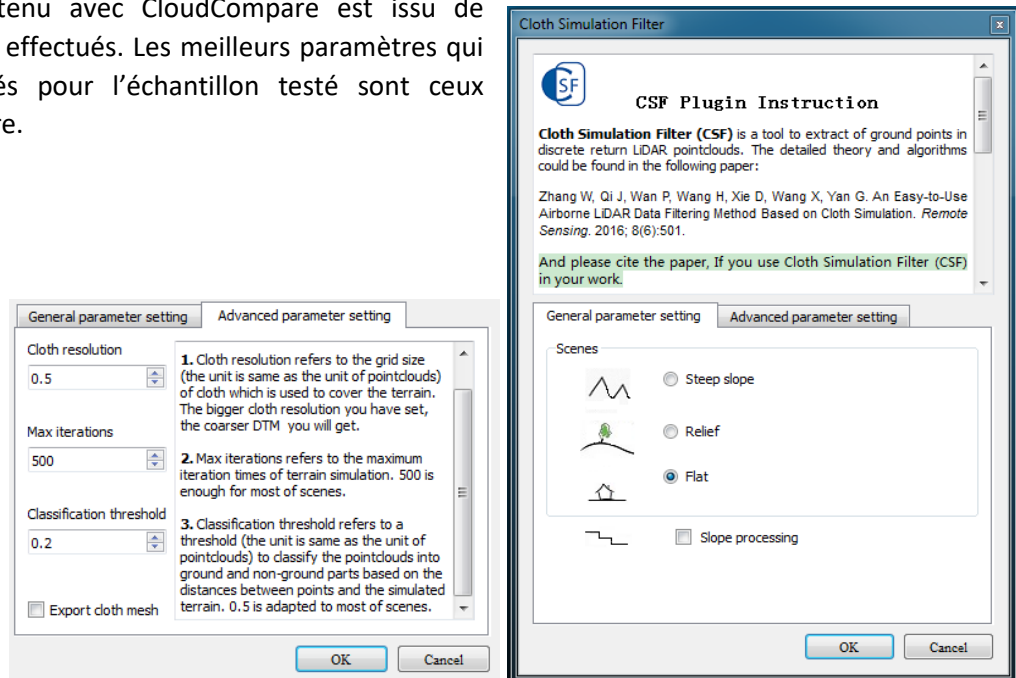 tenu avec CloudCompare est issu de
effectués. Les meilleurs paramètres qui
és pour l'échantillon testé sont ceux
re.
General parameter setting
Advanced parameter setting
Cloth resolution
0.5
Max iterations
500
Classification threshold
0.2
Export cloth mesh
1. Cloth resolution refers to the grid size
(the unit is same as the unit of pointclouds)
of cloth which is used to cover the terrain.
The bigger cloth resolution you have set,
the coarser DTM you will get.
2. Max iterations refers to the maximum
iteration times of terrain simulation. 500 is
enough for most of scenes.
3. Classification threshold refers to a
threshold (the unit is same as the unit of
pointclouds) to classify the pointclouds into
ground and non-ground parts based on the
distances between points and the simulated
terrain. 0.5 is adapted to most of scenes.
OK
Cancel
Cloth Simulation Filter
CSF
CSF Plugin Instruction
Cloth Simulation Filter (CSF) is a tool to extract of ground points in
discrete return LiDAR pointclouds. The detailed theory and algorithms
could be found in the following paper:
Zhang W, Qi J, Wan P, Wang H, Xie D, Wang X, Yan G. An Easy-to-Use
Airborne LiDAR Data Filtering Method Based on Cloth Simulation. Remote
Sensing. 2016; 8(6):501.
And please cite the paper, If you use Cloth Simulation Filter (CSF)
in your work.
General parameter setting
Advanced parameter setting
Scenes
Steep slope
Relief
Flat
Slope processing
OK
Cancel